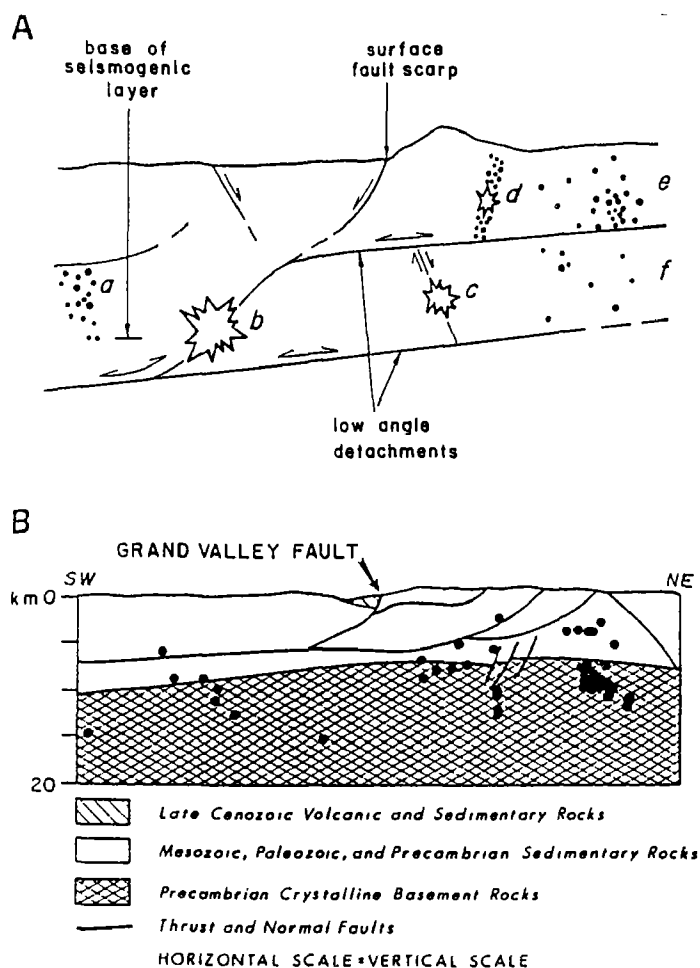 A
base of
seismogenic
layer
surface
fault scarp
a
b
c
d
e
f
low angle
detachments
B
GRAND VALLEY FAULT
SW
NE
km 0
20
Late Cenozoic Volcanic and Sedimentary Rocks
Mesozoic, Paleozoic, and Precambrian Sedimentary Rocks
Precambrian Crystalline Basement Rocks
Thrust and Normal Faults
HORIZONTAL SCALE=VERTICAL SCALE